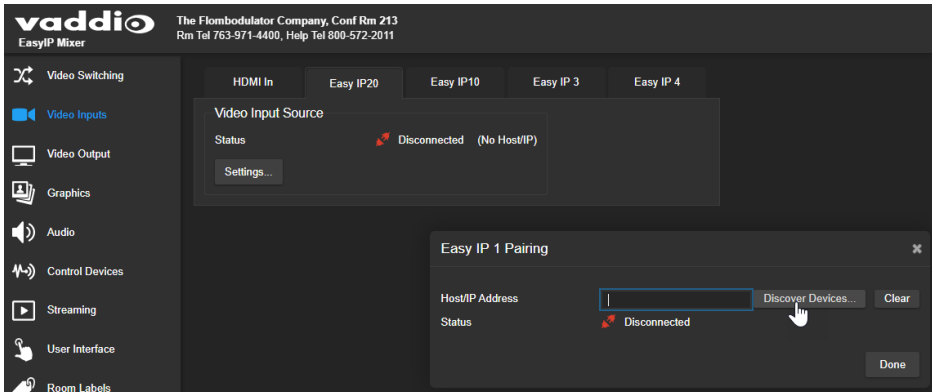 vaddio
EasyIP Mixer
The Flombodulator Company, Conf Rm 213
Rm Tel 763-971-4400, Help Tel 800-572-2011
Video Switching
Video Inputs
Video Output
Graphics
Audio
Control Devices
Streaming
User Interface
Room Labels
HDMI In
Easy IP20
Easy IP10
Easy IP 3
Easy IP 4
Video Input Source
Status
Disconnected (No Host/IP)
Settings...
Easy IP 1 Pairing
Host/IP Address
Discover Devices...
Clear
Status
Disconnected
Done